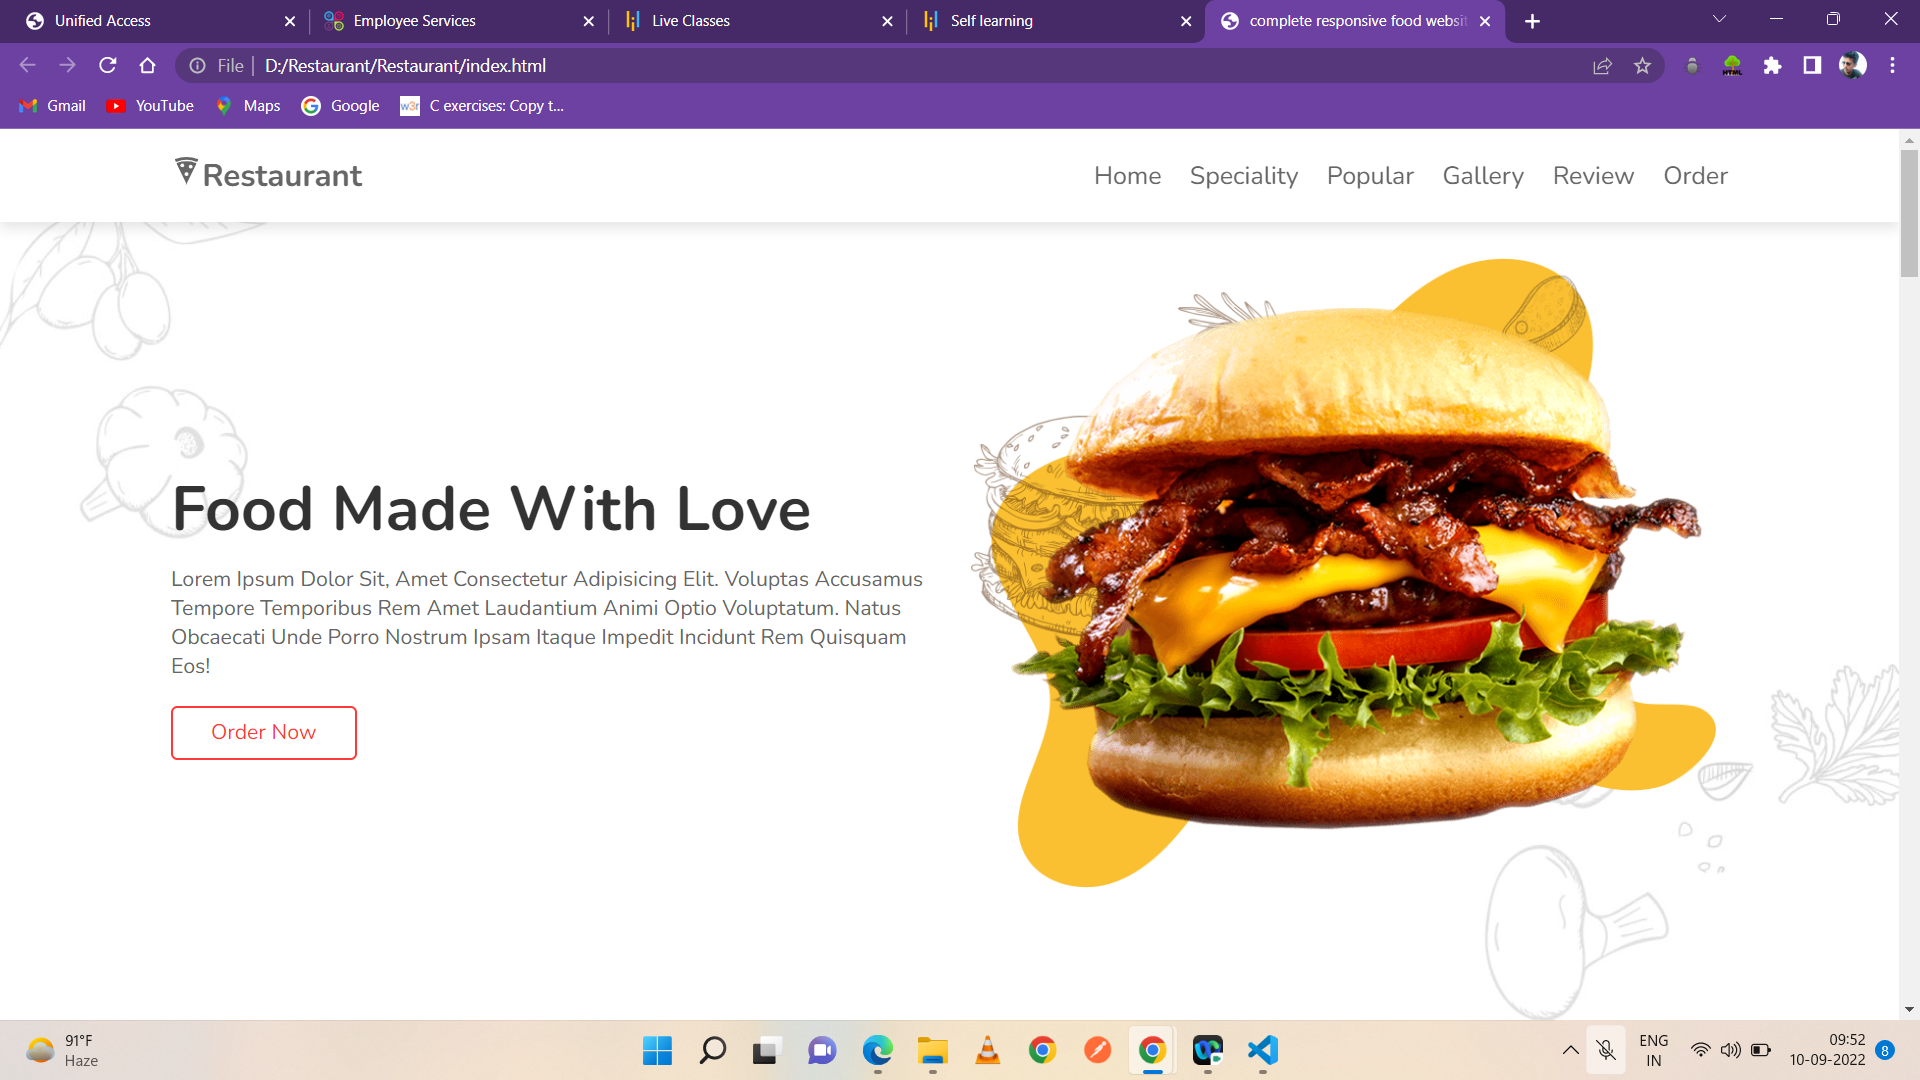 Unified Access
Employee Services
Live Classes
Self learning
complete responsive food websit
File
D:/Restaurant/Restaurant/index.html
HTML
Gmail
YouTube
Maps
Google
w3r
C exercises: Copy t...
Restaurant
Home
Speciality
Popular
Gallery
Review
Order
Food Made With Love
Lorem Ipsum Dolor Sit, Amet Consectetur Adipisicing Elit. Voluptas Accusamus
Tempore Temporibus Rem Amet Laudantium Animi Optio Voluptatum. Natus
Obcaecati Unde Porro Nostrum Ipsam Itaque Impedit Incidunt Rem Quisquam
Eos!
Order Now
91°F
Haze
ENG
IN
09:52
10-09-2022
8